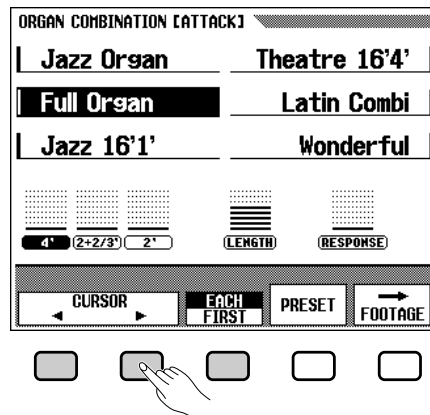 ORGAN COMBINATION [ATTACK]
Jazz Organ Theatre 16'4'
Full Organ Latin Combi
Jazz 16'1' Wonderful
4' 2+2/3' 2' LENGTH RESPONSE
CURSOR EACH FIRST PRESET FOOTAGE